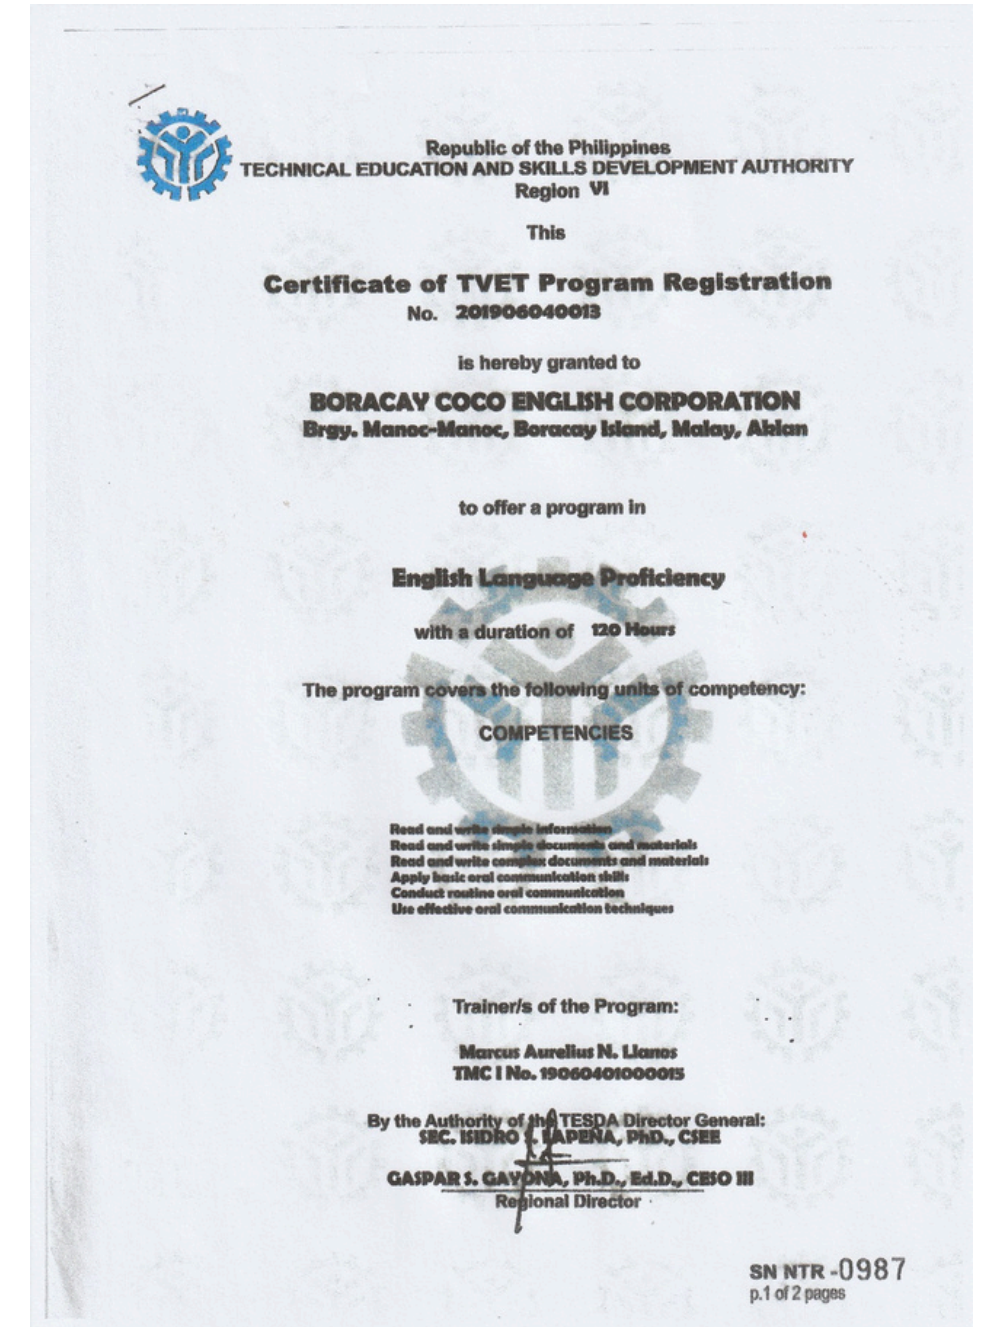 Republic of the Philippines
TECHNICAL EDUCATION AND SKILLS DEVELOPMENT AUTHORITY
Region VI
This
Certificate of TVET Program Registration
No. 201906040013
is hereby granted to
BORACAY COCO ENGLISH CORPORATION
Brgy. Manoc-Manoc, Boracay Island, Malay, Aklan
to offer a program in
English Language Proficiency
with a duration of 120 Hours
The program covers the following units of competency:
COMPETENCIES
Read and write simple information
Read and write simple documents and materials
Read and write complex documents and materials
Apply basic oral communication skills
Conduct routine oral communication
Use effective oral communication techniques
Trainer/s of the Program:
Marcus Aurelius N. Llanos
TMC I No. 19060401000015
By the Authority of the TESDA Director General:
SEC. ISIDRO S. LAPEÑA, PhD., CSEE
GASPAR S. GAYONA, Ph.D., Ed.D., CESO III
Regional Director
SN NTR -0987
p.1 of 2 pages